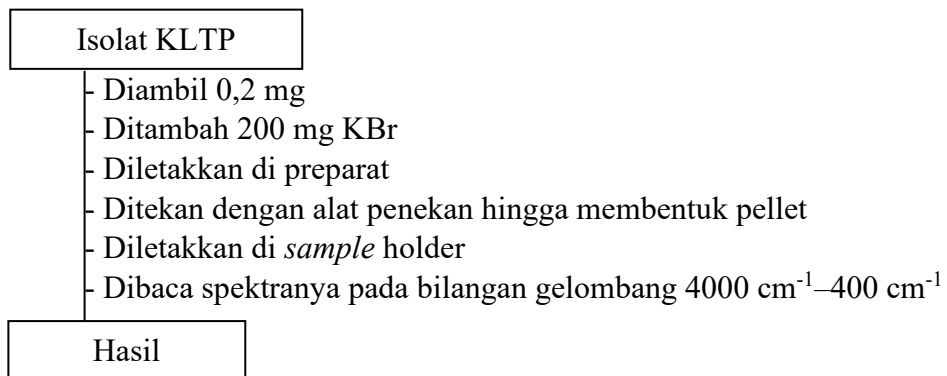 Isolat KLTP
- Diambil 0,2 mg
- Ditambah 200 mg KBr
- Diletakkan di preparat
- Ditekan dengan alat penekan hingga membentuk pellet
- Diletakkan di sample holder
- Dibaca spektranya pada bilangan gelombang 4000 cm⁻¹–400 cm⁻¹
Hasil